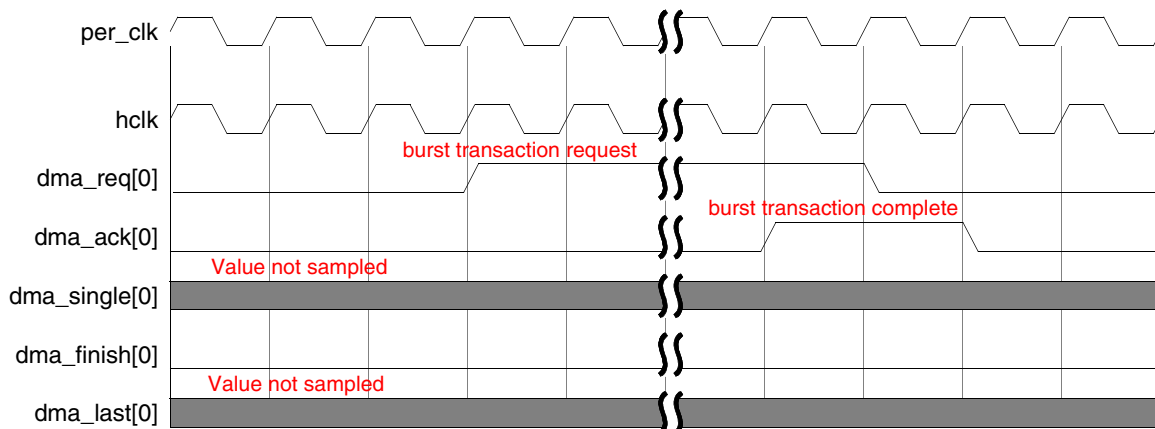 per_clk
hclk
burst transaction request
dma_req[0]
burst transaction complete
dma_ack[0]
Value not sampled
dma_single[0]
dma_finish[0]
Value not sampled
dma_last[0]